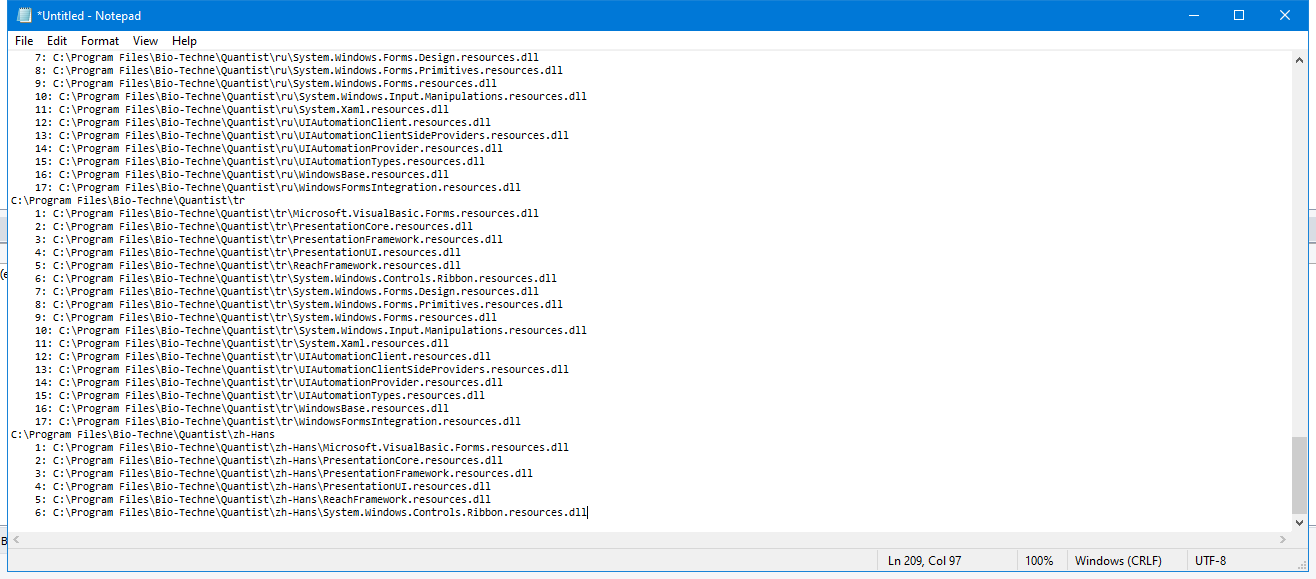 *Untitled - Notepad
File Edit Format View Help
7: C:\Program Files\Bio-Techne\Quantist\ru\System.Windows.Forms.Design.resources.dll
8: C:\Program Files\Bio-Techne\Quantist\ru\System.Windows.Forms.Primitives.resources.dll
9: C:\Program Files\Bio-Techne\Quantist\ru\System.Windows.Forms.resources.dll
10: C:\Program Files\Bio-Techne\Quantist\ru\System.Windows.Input.Manipulations.resources.dll
11: C:\Program Files\Bio-Techne\Quantist\ru\System.Xaml.resources.dll
12: C:\Program Files\Bio-Techne\Quantist\ru\UIAutomationClient.resources.dll
13: C:\Program Files\Bio-Techne\Quantist\ru\UIAutomationClientSideProviders.resources.dll
14: C:\Program Files\Bio-Techne\Quantist\ru\UIAutomationProvider.resources.dll
15: C:\Program Files\Bio-Techne\Quantist\ru\UIAutomationTypes.resources.dll
16: C:\Program Files\Bio-Techne\Quantist\ru\WindowsBase.resources.dll
17: C:\Program Files\Bio-Techne\Quantist\ru\WindowsFormsIntegration.resources.dll
C:\Program Files\Bio-Techne\Quantist\tr
1: C:\Program Files\Bio-Techne\Quantist\tr\Microsoft.VisualBasic.Forms.resources.dll
2: C:\Program Files\Bio-Techne\Quantist\tr\PresentationCore.resources.dll
3: C:\Program Files\Bio-Techne\Quantist\tr\PresentationFramework.resources.dll
4: C:\Program Files\Bio-Techne\Quantist\tr\PresentationUI.resources.dll
5: C:\Program Files\Bio-Techne\Quantist\tr\ReachFramework.resources.dll
6: C:\Program Files\Bio-Techne\Quantist\tr\System.Windows.Controls.Ribbon.resources.dll
7: C:\Program Files\Bio-Techne\Quantist\tr\System.Windows.Forms.Design.resources.dll
8: C:\Program Files\Bio-Techne\Quantist\tr\System.Windows.Forms.Primitives.resources.dll
9: C:\Program Files\Bio-Techne\Quantist\tr\System.Windows.Forms.resources.dll
10: C:\Program Files\Bio-Techne\Quantist\tr\System.Windows.Input.Manipulations.resources.dll
11: C:\Program Files\Bio-Techne\Quantist\tr\System.Xaml.resources.dll
12: C:\Program Files\Bio-Techne\Quantist\tr\UIAutomationClient.resources.dll
13: C:\Program Files\Bio-Techne\Quantist\tr\UIAutomationClientSideProviders.resources.dll
14: C:\Program Files\Bio-Techne\Quantist\tr\UIAutomationProvider.resources.dll
15: C:\Program Files\Bio-Techne\Quantist\tr\UIAutomationTypes.resources.dll
16: C:\Program Files\Bio-Techne\Quantist\tr\WindowsBase.resources.dll
17: C:\Program Files\Bio-Techne\Quantist\tr\WindowsFormsIntegration.resources.dll
C:\Program Files\Bio-Techne\Quantist\zh-Hans
1: C:\Program Files\Bio-Techne\Quantist\zh-Hans\Microsoft.VisualBasic.Forms.resources.dll
2: C:\Program Files\Bio-Techne\Quantist\zh-Hans\PresentationCore.resources.dll
3: C:\Program Files\Bio-Techne\Quantist\zh-Hans\PresentationFramework.resources.dll
4: C:\Program Files\Bio-Techne\Quantist\zh-Hans\PresentationUI.resources.dll
5: C:\Program Files\Bio-Techne\Quantist\zh-Hans\ReachFramework.resources.dll
6: C:\Program Files\Bio-Techne\Quantist\zh-Hans\System.Windows.Controls.Ribbon.resources.dll
Ln 209, Col 97 100% Windows (CRLF) UTF-8